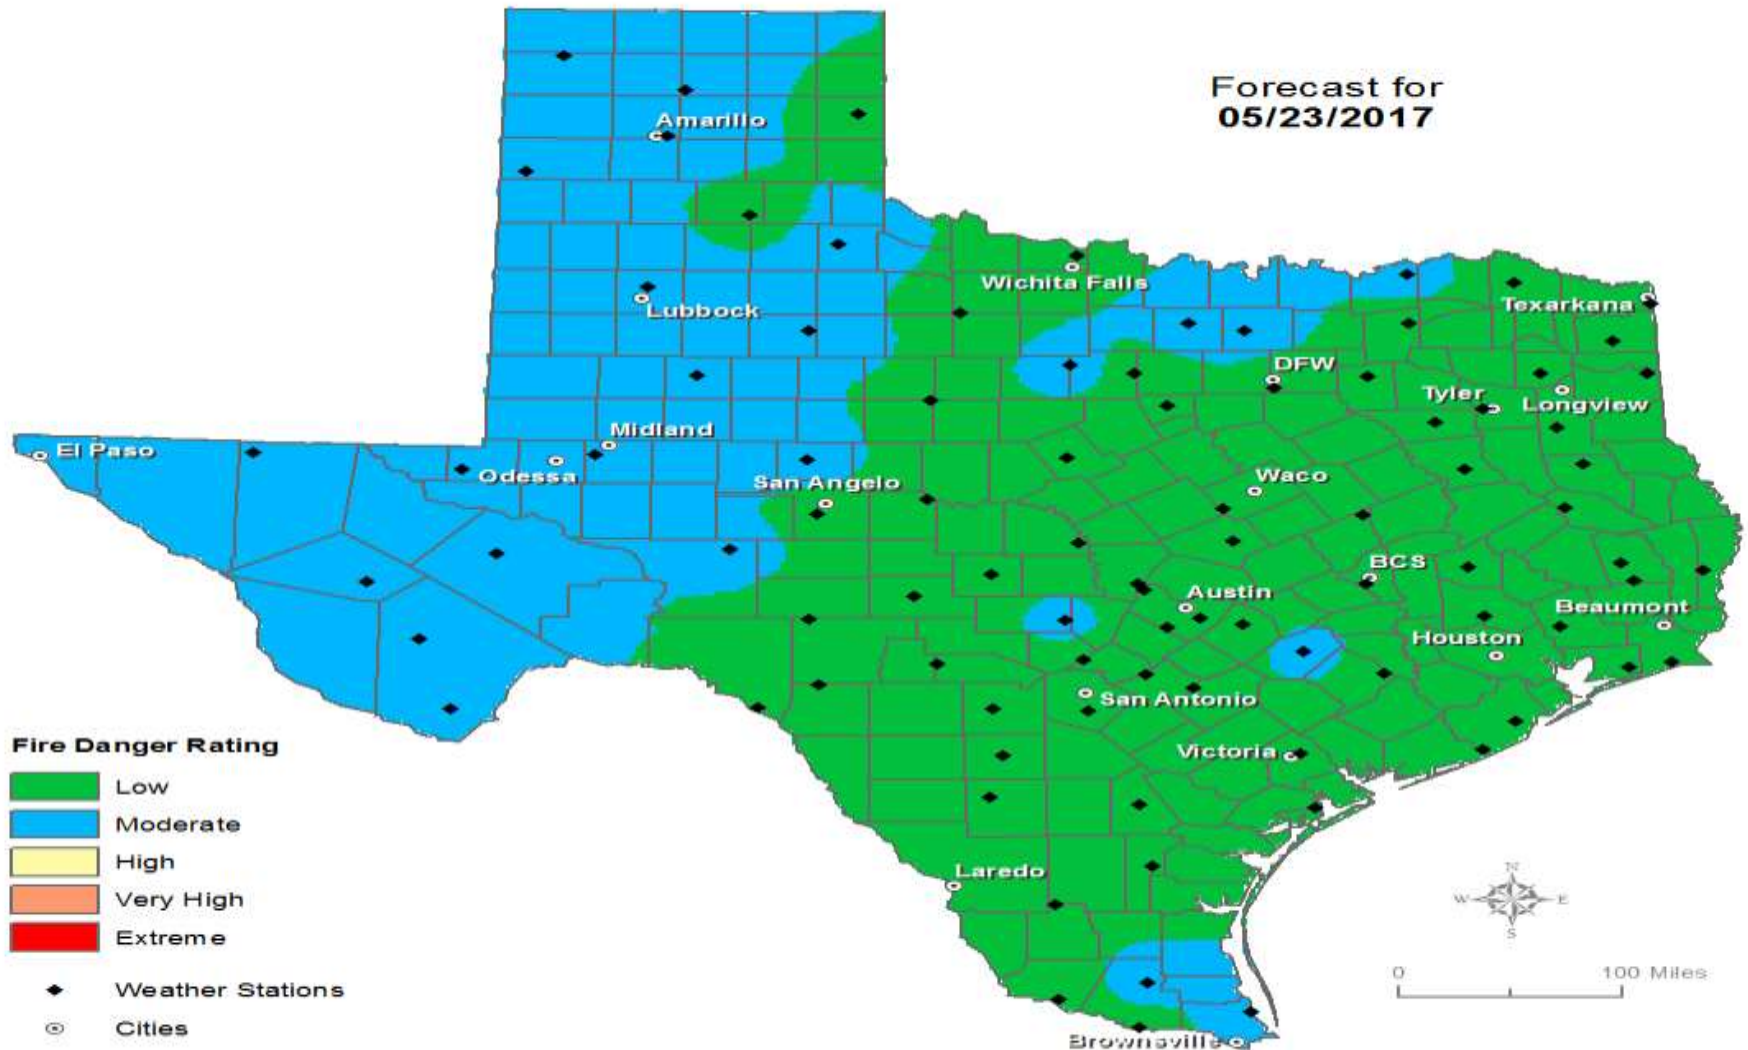 Forecast for
05/23/2017
Amarillo
Wichita Falls
Texarkana
Lubbock
DFW
Tyler
Longview
Midland
El Paso
Odessa
San Angelo
Waco
BCS
Austin
Beaumont
Houston
San Antonio
Victoria
Laredo
Brownsville
Fire Danger Rating
Low
Moderate
High
Very High
Extreme
Weather Stations
Cities
N
W E
S
0 100 Miles